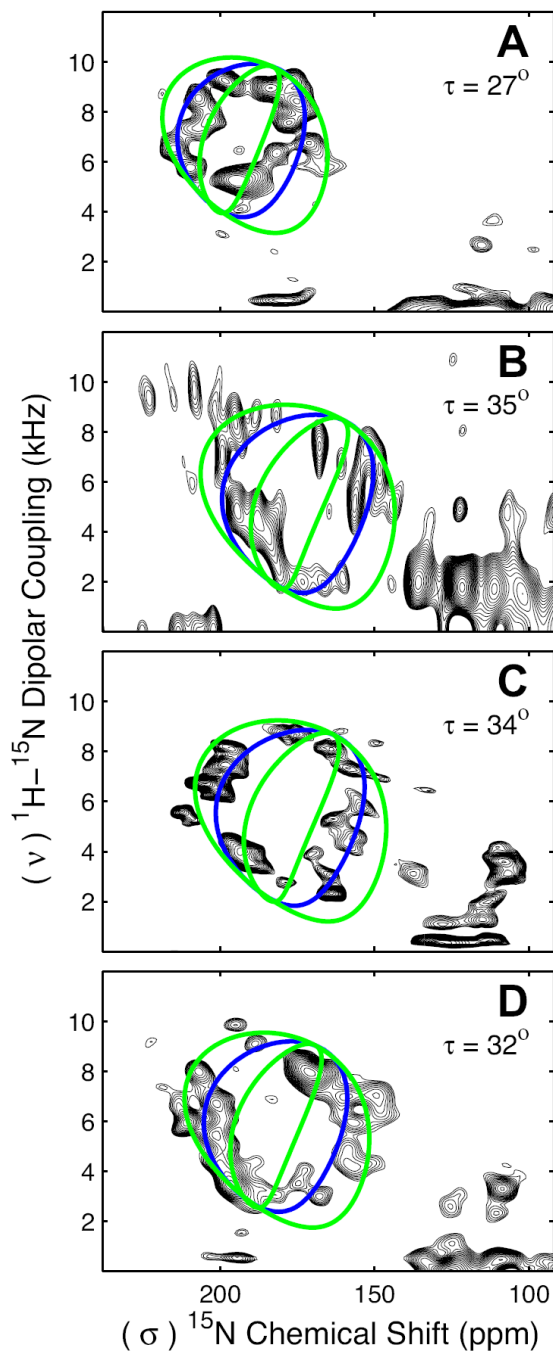 A
τ = 27°
10
8
6
4
2
B
τ = 35°
10
8
6
4
2
C
τ = 34°
10
8
6
4
2
D
τ = 32°
10
8
6
4
2
200
150
100
( ν ) ¹H−¹⁵N Dipolar Coupling (kHz)
( σ ) ¹⁵N Chemical Shift (ppm)